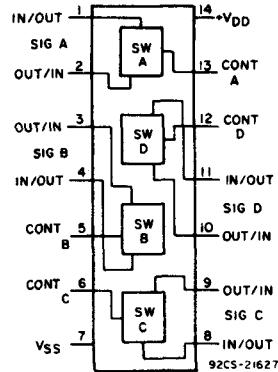 IN/OUT 1 14 +VDD
SIG A SW A
OUT/IN 2 13 CONT A
OUT/IN 3 12 CONT D
SIG B SW D
IN/OUT 4 11 IN/OUT
SIG D
CONT B 5 SW B 10 OUT/IN
CONT C 6 9 OUT/IN
SW C SIG C
VSS 7 8 IN/OUT
92CS-21627